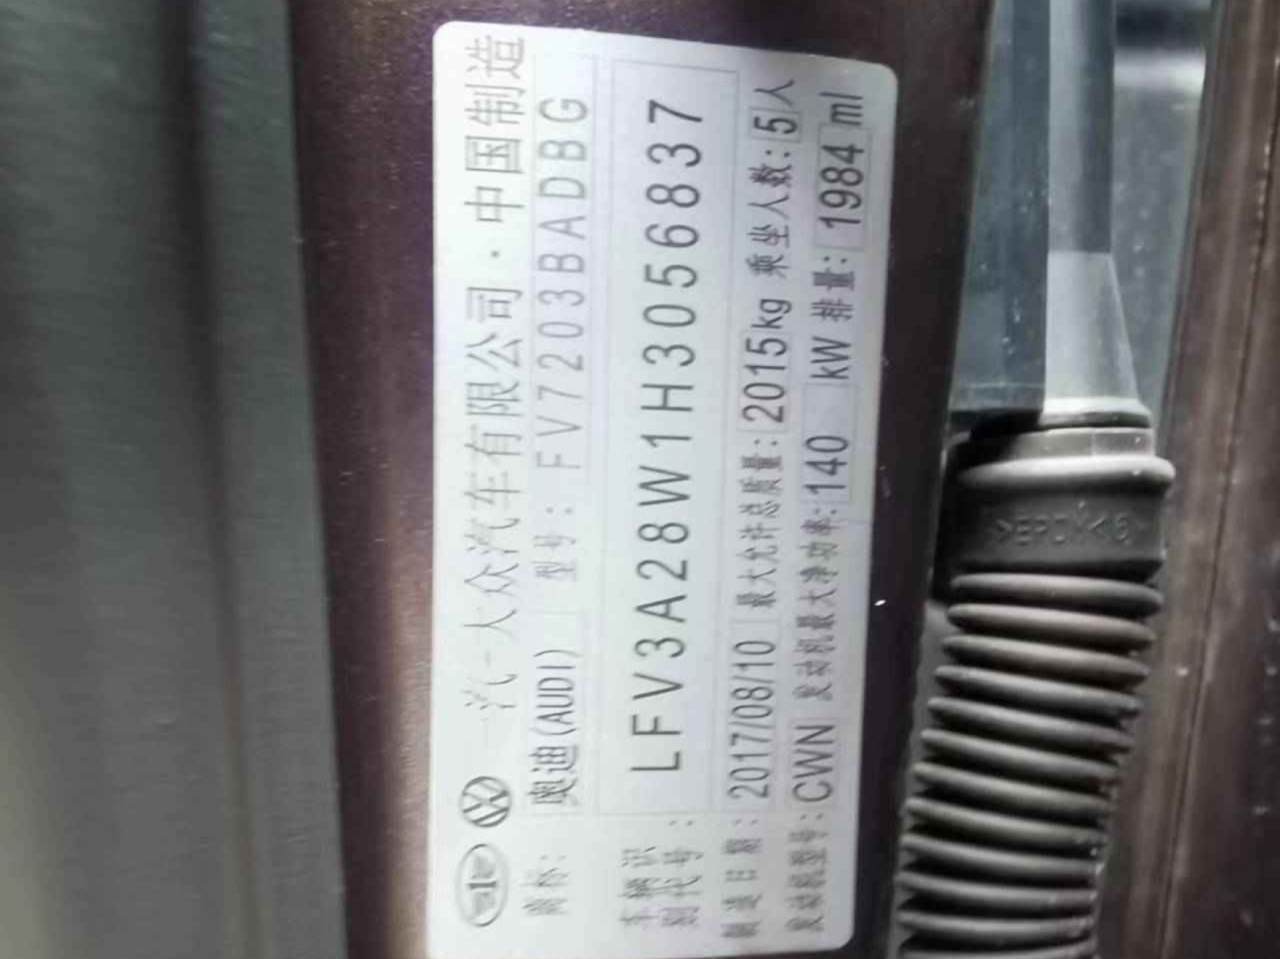 一汽-大众汽车有限公司·中国制造
商标: 奥迪(AUDI) 型号: FV7203BADBG
车辆识别代号: LFV3A28W1H3056837
制造日期: 2017/08/10 最大允许总质量: 2015kg 乘坐人数: 5人
发动机型号: CWN 发动机最大净功率: 140 kW 排量: 1984 ml
>EPDM<